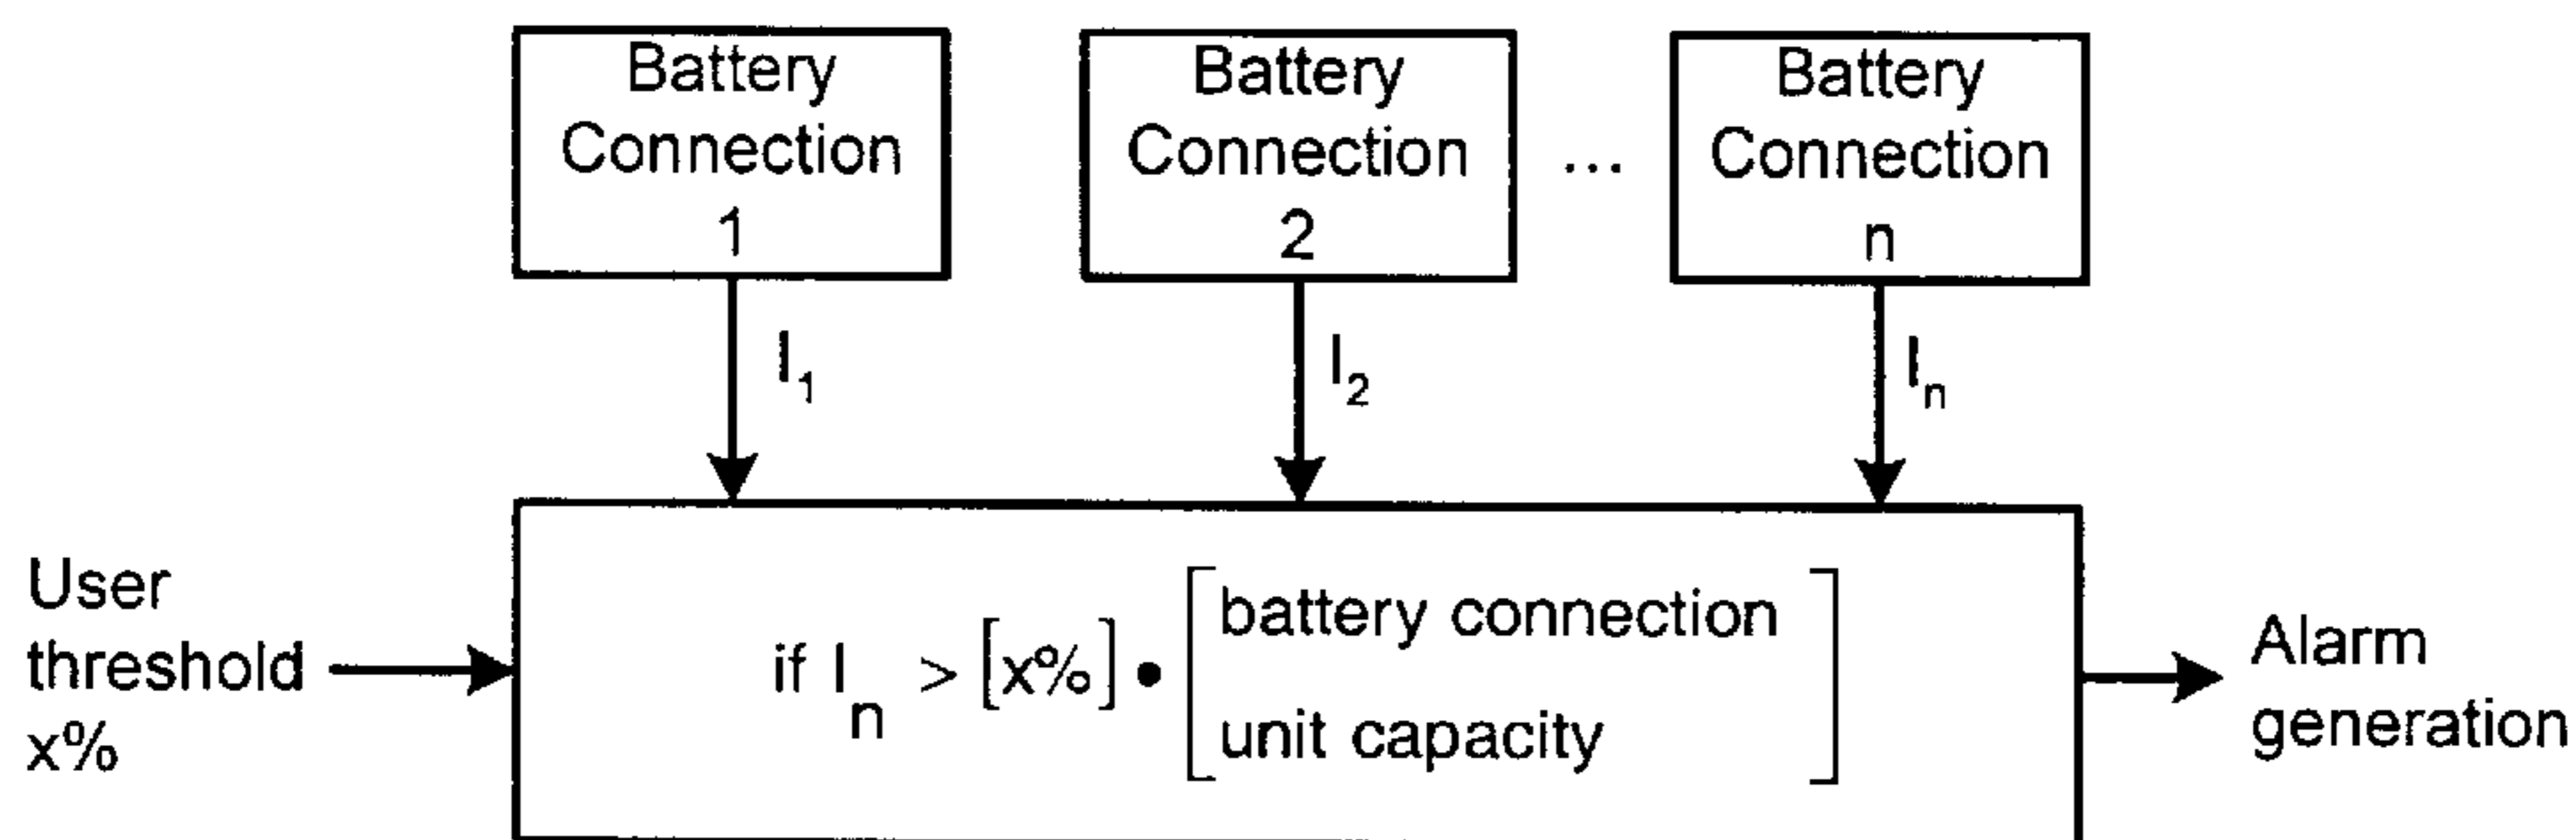 Battery
Connection
1
Battery
Connection
2
...
Battery
Connection
n
I₁
I₂
Iₙ
User
threshold
x%
if Iₙ > [x%] • [battery connection
unit capacity]
Alarm
generation